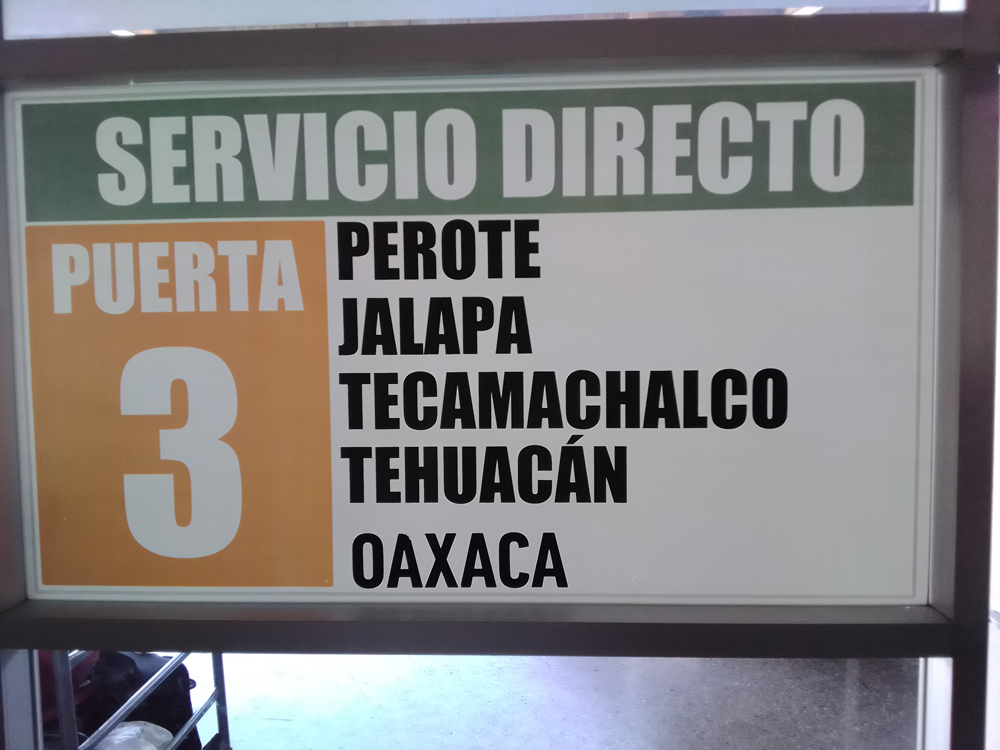 SERVICIO DIRECTO
PUERTA
3
PEROTE
JALAPA
TECAMACHALCO
TEHUACÁN
OAXACA